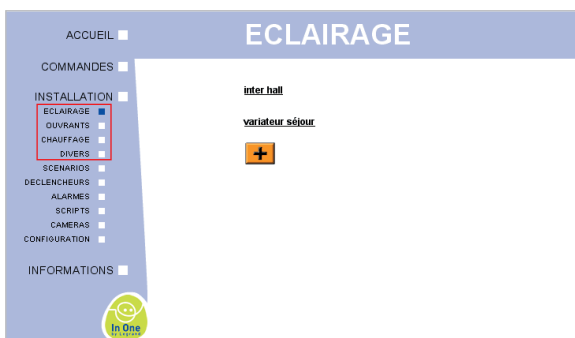 ECLAIRAGE
ACCUEIL
COMMANDES
INSTALLATION
ECLAIRAGE
OUVRANTS
CHAUFFAGE
DIVERS
SCENARIOS
DECLENCHEURS
ALARMES
SCRIPTS
CAMERAS
CONFIGURATION
INFORMATIONS
inter hall
variateur séjour
In One
by Legrand